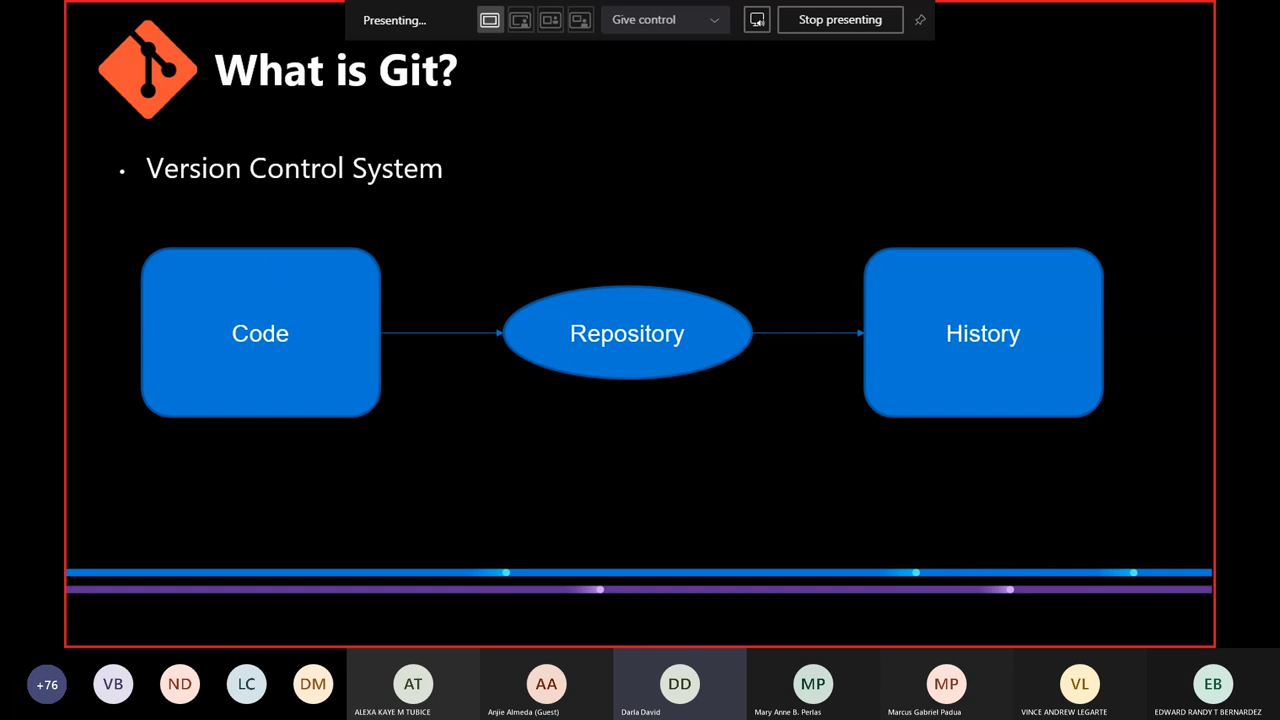 Presenting...
Give control
Stop presenting
What is Git?
• Version Control System
Code
Repository
History
+76
VB
ND
LC
DM
AT
AA
DD
MP
MP
VL
EB
ALEXA KAYE M TUBICE
Anjie Almeda (Guest)
Darla David
Mary Anne B. Perlas
Marcus Gabriel Padua
VINCE ANDREW LEGARTE
EDWARD RANDY T BERNARDEZ